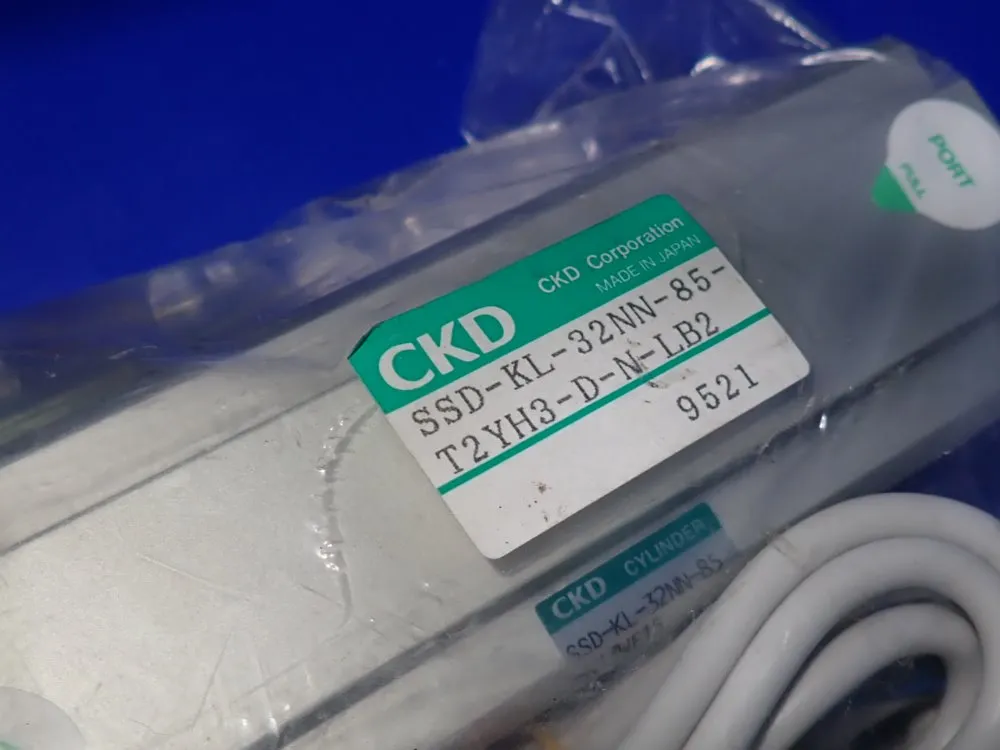 PORT
PULL
CKD
CKD Corporation
MADE IN JAPAN
SSD-KL-32NN-85-
T2YH3-D-N-LB2
9521
CKD CYLINDER
SSD-KL-32NN-85